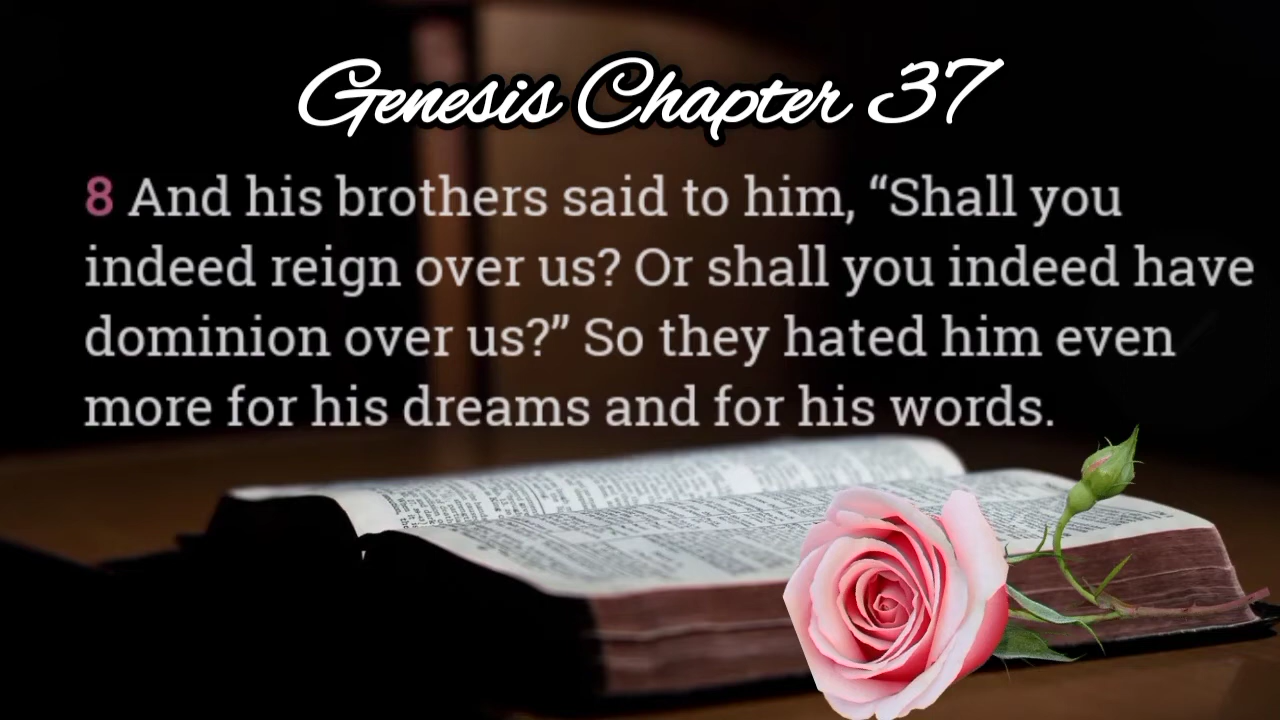 Genesis Chapter 37
8 And his brothers said to him, “Shall you
indeed reign over us? Or shall you indeed have
dominion over us?” So they hated him even
more for his dreams and for his words.